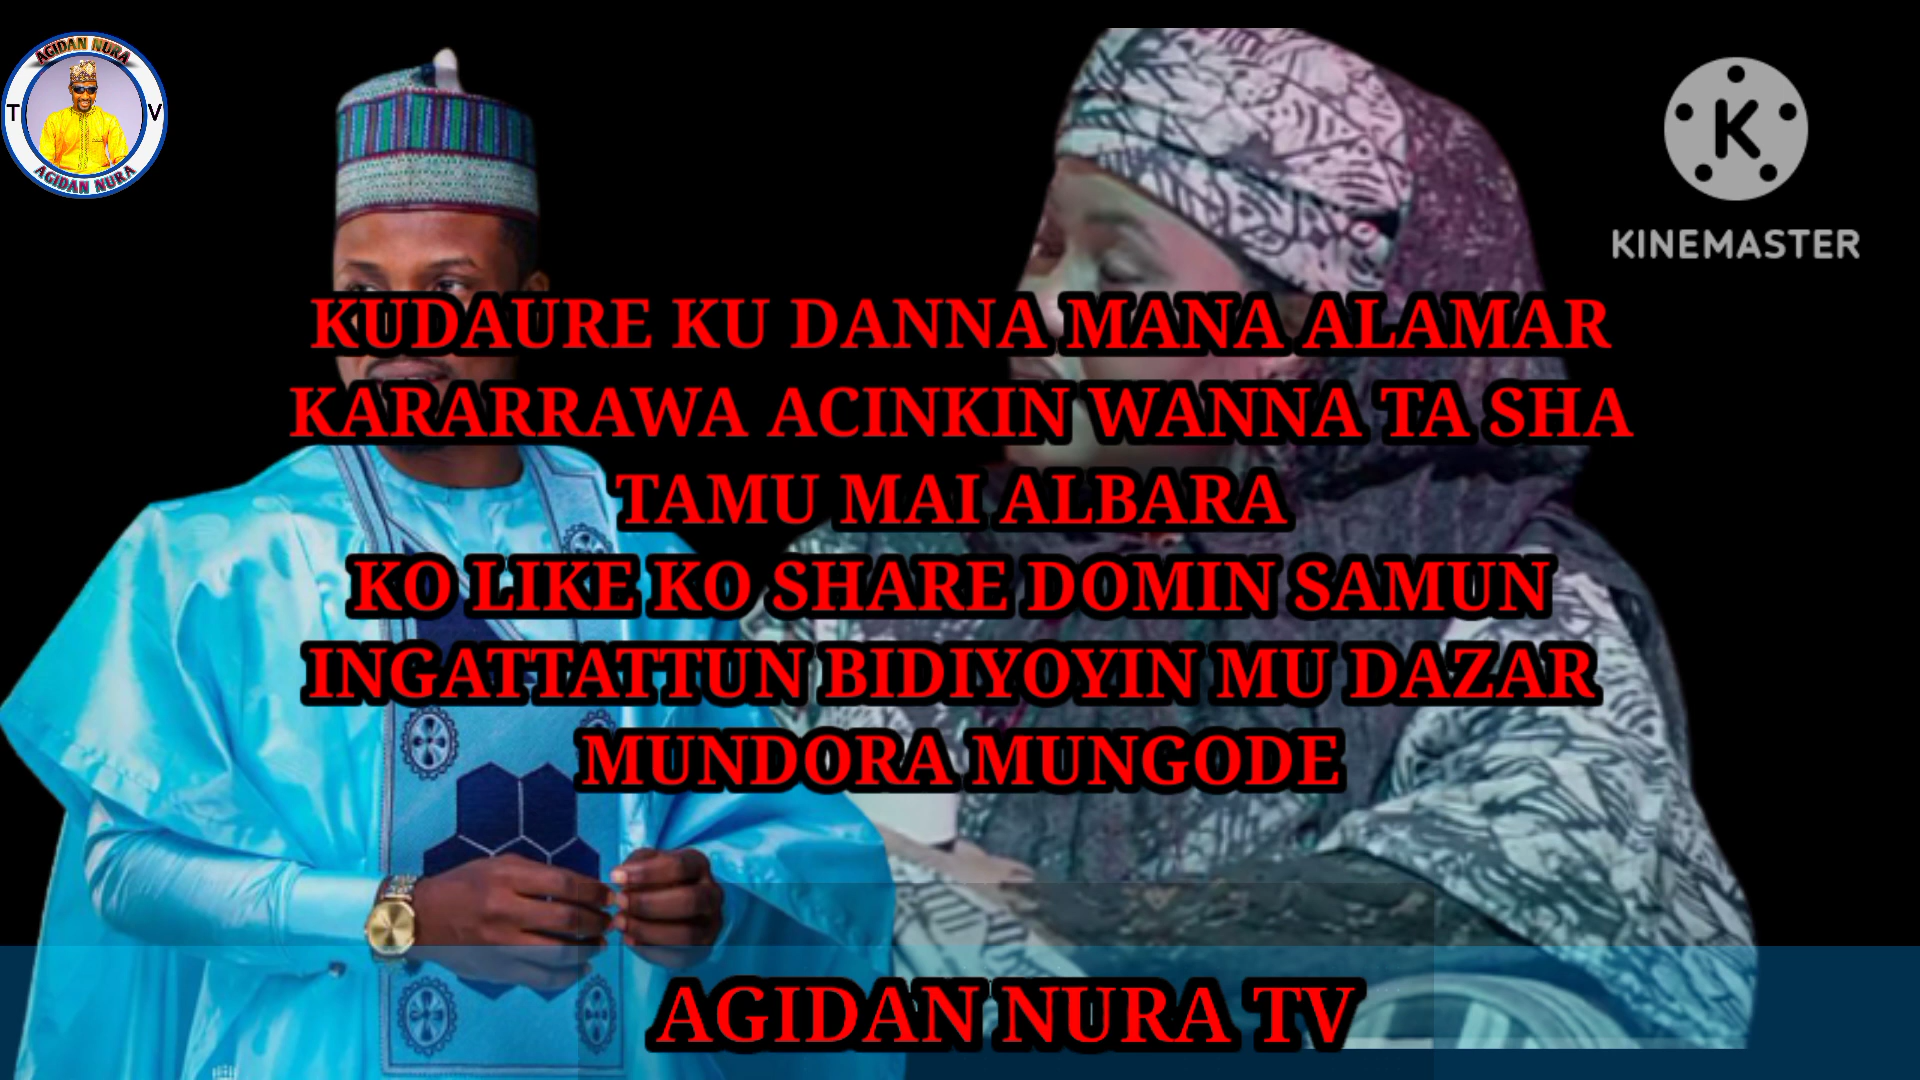 AGIDAN NURA
T V
AGIDAN NURA
K
KINEMASTER
KUDAURE KU DANNA MANA ALAMAR
KARARRAWA ACINKIN WANNA TA SHA
TAMU MAI ALBARA
KO LIKE KO SHARE DOMIN SAMUN
INGATTATTUN BIDIYOYIN MU DAZAR
MUNDORA MUNGODE
AGIDAN NURA TV